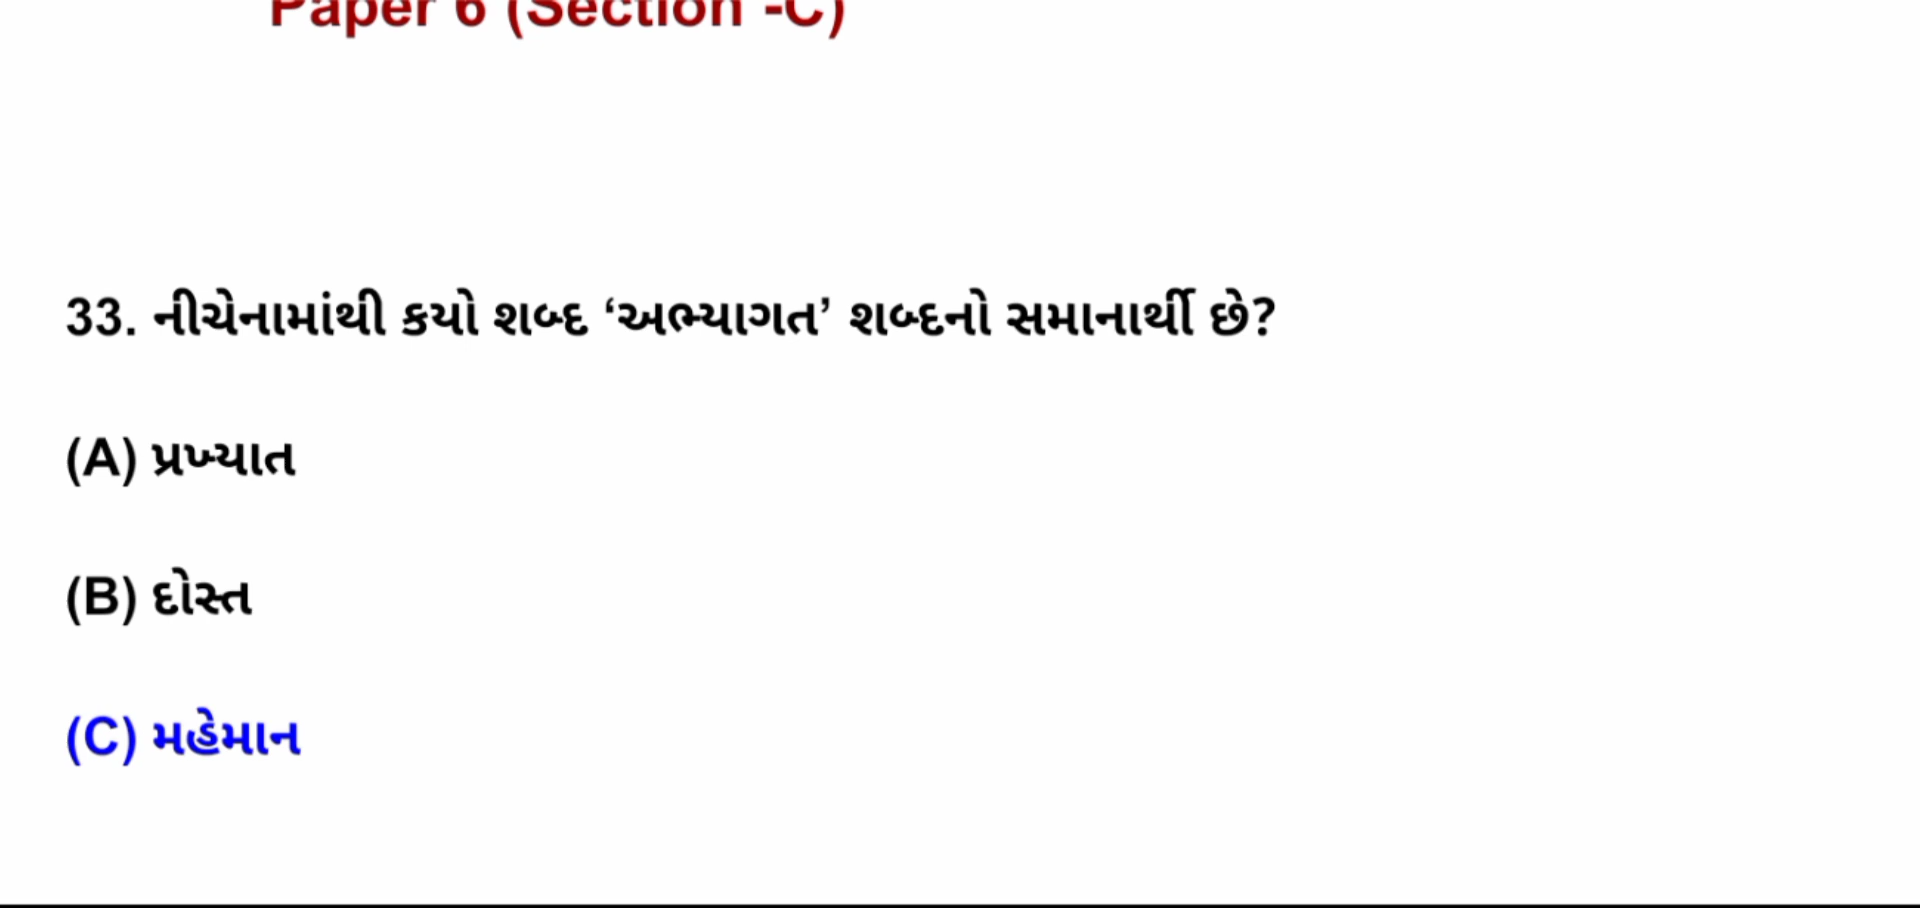 Paper 6 (Section -C)
33. નીચેનામાંથી કયો શબ્દ ‘અભ્યાગત’ શબ્દનો સમાનાર્થી છે?
(A) પ્રખ્યાત
(B) દોસ્ત
(C) મહેમાન